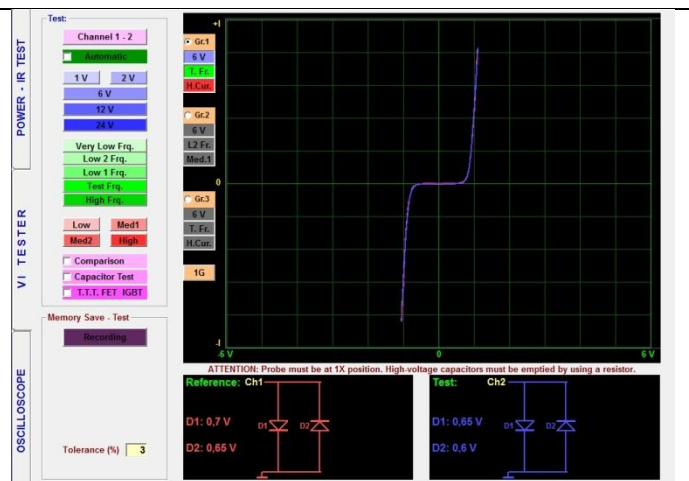 POWER - IR TEST
VI TESTER
OSCILLOSCOPE
Test:
Channel 1 - 2
Automatic
1 V
2 V
6 V
12 V
24 V
Very Low Frq.
Low 2 Frq.
Low 1 Frq.
Test Frq.
High Frq.
Low
Med1
Med2
High
Comparison
Capacitor Test
T.T.T. FET IGBT
Memory Save - Test
Recording
Tolerance (%) 3
Gr.1
6 V
T. Fr.
H.Cur.
Gr.2
6 V
L2 Fr.
Med.1
Gr.3
6 V
T. Fr.
H.Cur.
1G
+I
0
-I
-6 V
0
6 V
ATTENTION: Probe must be at 1X position. High-voltage capacitors must be emptied by using a resistor.
Reference: Ch1
D1: 0,7 V
D2: 0,65 V
D1
D2
Test: Ch2
D1: 0,65 V
D2: 0,6 V
D1
D2